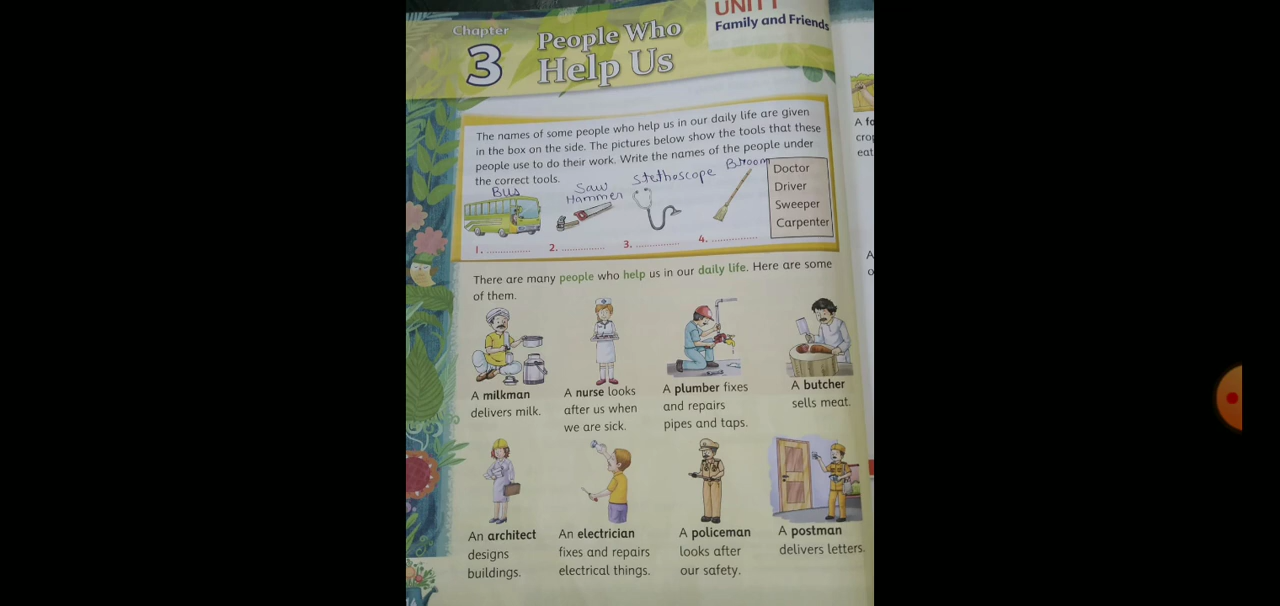 UNIT 1
Family and Friends
Chapter
3
People Who
Help Us
The names of some people who help us in our daily life are given
in the box on the side. The pictures below show the tools that these
people use to do their work. Write the names of the people under
the correct tools.
Bus
Saw
Hammer
Stethoscope
Broom
Doctor
Driver
Sweeper
Carpenter
1. ................
2. ................
3. ................
4. ................
There are many people who help us in our daily life. Here are some
of them.
A milkman
delivers milk.
A nurse looks
after us when
we are sick.
A plumber fixes
and repairs
pipes and taps.
A butcher
sells meat.
An architect
designs
buildings.
An electrician
fixes and repairs
electrical things.
A policeman
looks after
our safety.
A postman
delivers letters.